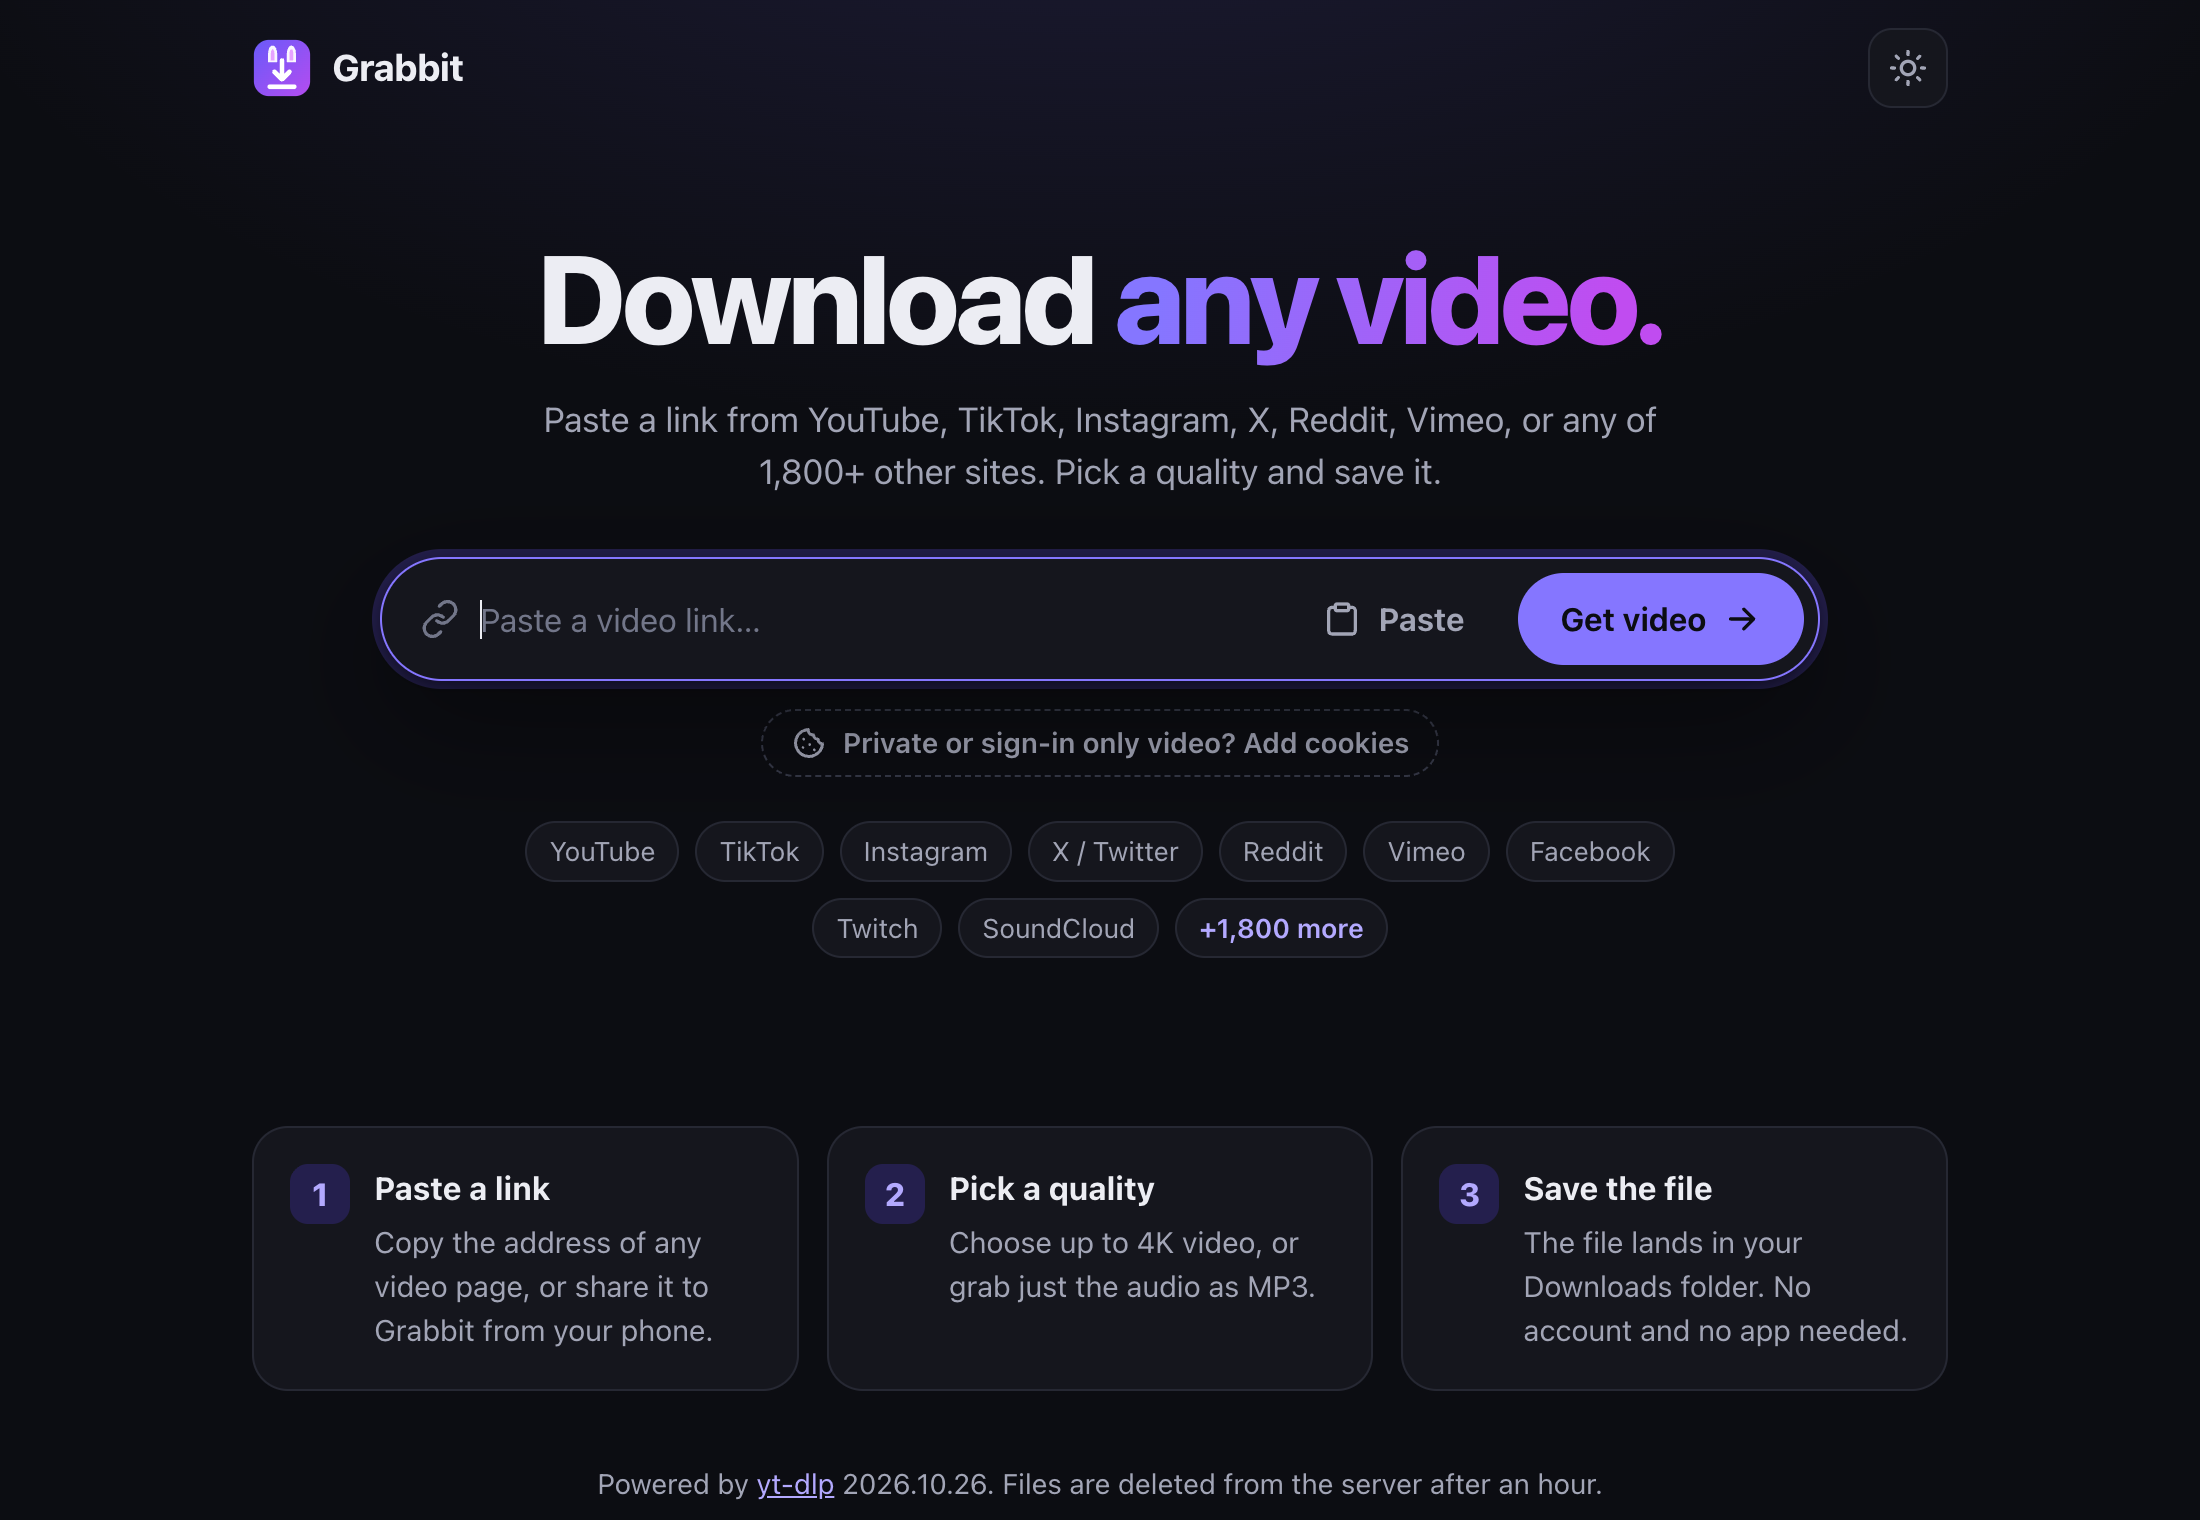 Grabbit
Download any video.
Paste a link from YouTube, TikTok, Instagram, X, Reddit, Vimeo, or any of
1,800+ other sites. Pick a quality and save it.
Paste a video link...
Paste
Get video
Private or sign-in only video? Add cookies
YouTube
TikTok
Instagram
X / Twitter
Reddit
Vimeo
Facebook
Twitch
SoundCloud
+1,800 more
1
Paste a link
Copy the address of any
video page, or share it to
Grabbit from your phone.
2
Pick a quality
Choose up to 4K video, or
grab just the audio as MP3.
3
Save the file
The file lands in your
Downloads folder. No
account and no app needed.
Powered by yt-dlp 2026.10.26. Files are deleted from the server after an hour.